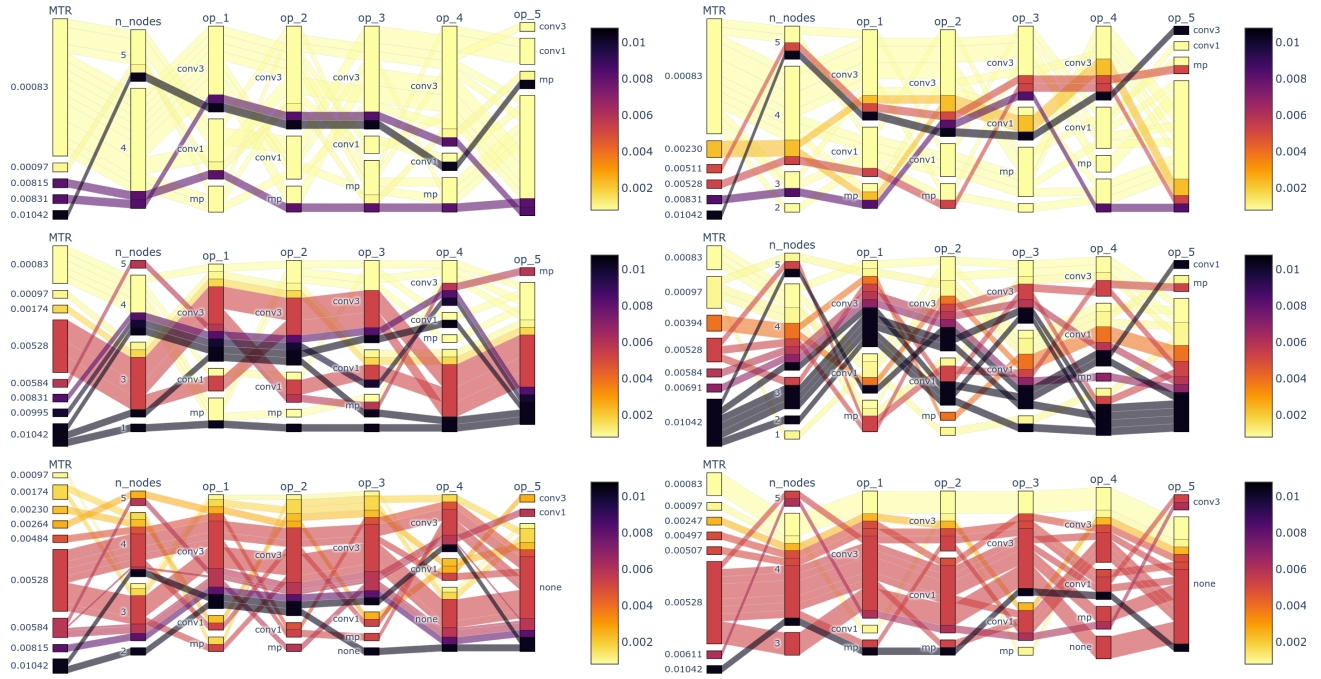 MTR n_nodes op_1 op_2 op_3 op_4 op_5
conv3
5 0.01
conv3 conv3 conv3 conv3 conv1
0.00083 mp 0.008
0.006
4 conv1 conv1 conv1 conv1 0.004
0.00097
0.00815 mp mp mp mp 0.002
0.00831
0.01042
MTR n_nodes op_1 op_2 op_3 op_4 op_5
conv3
5 0.01
conv1
0.00083 conv3 conv3 conv3 conv3 mp 0.008
4 0.006
0.00230 conv1 conv1 conv1 conv1 0.004
0.00511
0.00528 3 mp mp mp mp 0.002
0.00831 2
0.01042
MTR n_nodes op_1 op_2 op_3 op_4 op_5
0.00083 5 mp
0.01
0.00097 conv3
0.00174 4 conv3 conv3 conv3 0.008
conv1
0.00528 mp 0.006
3 conv1 conv1 conv1 0.004
0.00584
0.00831 mp mp mp 0.002
0.00995 1
0.01042
MTR n_nodes op_1 op_2 op_3 op_4 op_5
0.00083 5 conv1
mp 0.01
0.00097 conv3 conv3 conv3 conv3 0.008
0.00394 4 conv1
0.00528 0.006
0.00584 3 conv1 conv1 conv1 mp 0.004
0.00691
2 mp mp mp 0.002
0.01042 1
MTR n_nodes op_1 op_2 op_3 op_4 op_5
0.00097
0.00174 5 conv3 0.01
0.00230 conv1
0.00264 conv3 0.008
0.00484 4 conv3 conv3 conv3
conv1 0.006
0.00528 mp none
3 0.004
0.00584 conv1 conv1 conv1 none
0.00815 mp mp mp 0.002
2 none
0.01042
MTR n_nodes op_1 op_2 op_3 op_4 op_5
0.00083 5 conv3 0.01
0.00097
0.00247 conv3 conv3 conv3 conv3 0.008
0.00497
0.00507 4 0.006
conv1 none
0.00528 mp 0.004
conv1 conv1 conv1
3 mp mp mp none 0.002
0.00611
0.01042